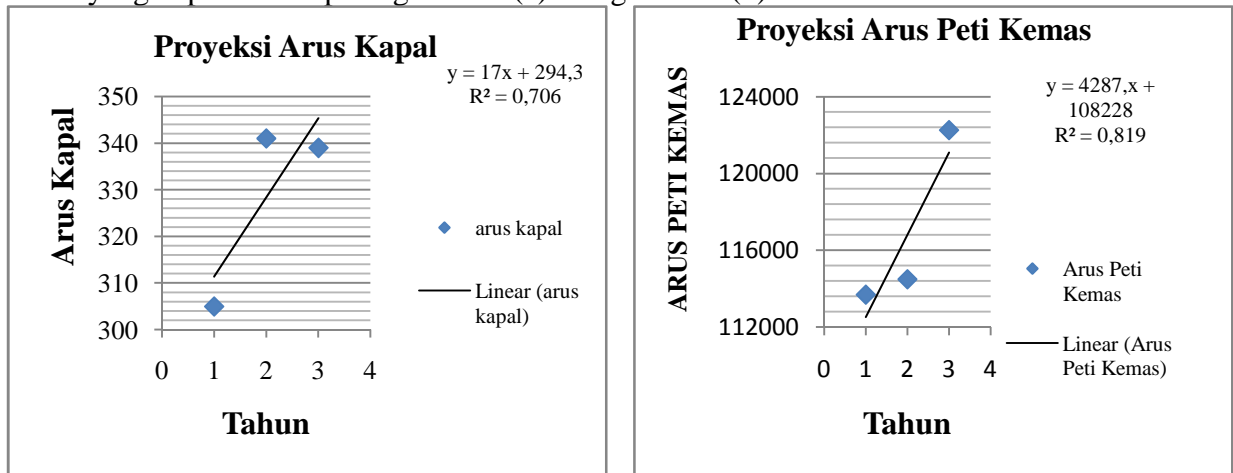 Proyeksi Arus Kapal
y = 17x + 294,3
R² = 0,706
350
340
330
320
310
300
0 1 2 3 4
Arus Kapal
Tahun
arus kapal
Linear (arus
kapal)
Proyeksi Arus Peti Kemas
y = 4287,x +
108228
R² = 0,819
124000
120000
116000
112000
0 1 2 3 4
ARUS PETI KEMAS
Tahun
Arus Peti
Kemas
Linear (Arus
Peti Kemas)